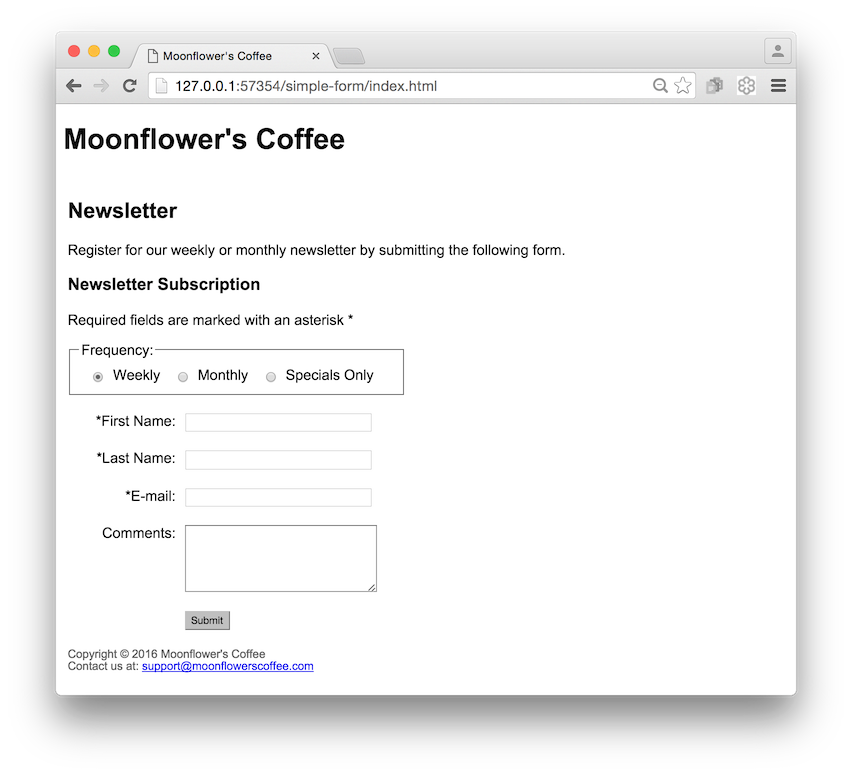 Moonflower's Coffee
127.0.0.1:57354/simple-form/index.html
Moonflower's Coffee
Newsletter
Register for our weekly or monthly newsletter by submitting the following form.
Newsletter Subscription
Required fields are marked with an asterisk *
Frequency:
Weekly Monthly Specials Only
*First Name:
*Last Name:
*E-mail:
Comments:
Submit
Copyright © 2016 Moonflower's Coffee
Contact us at: support@moonflowerscoffee.com